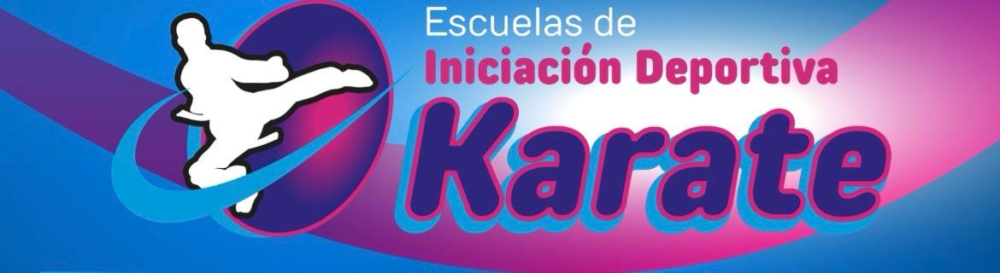 Escuelas de
Iniciación Deportiva
Karate